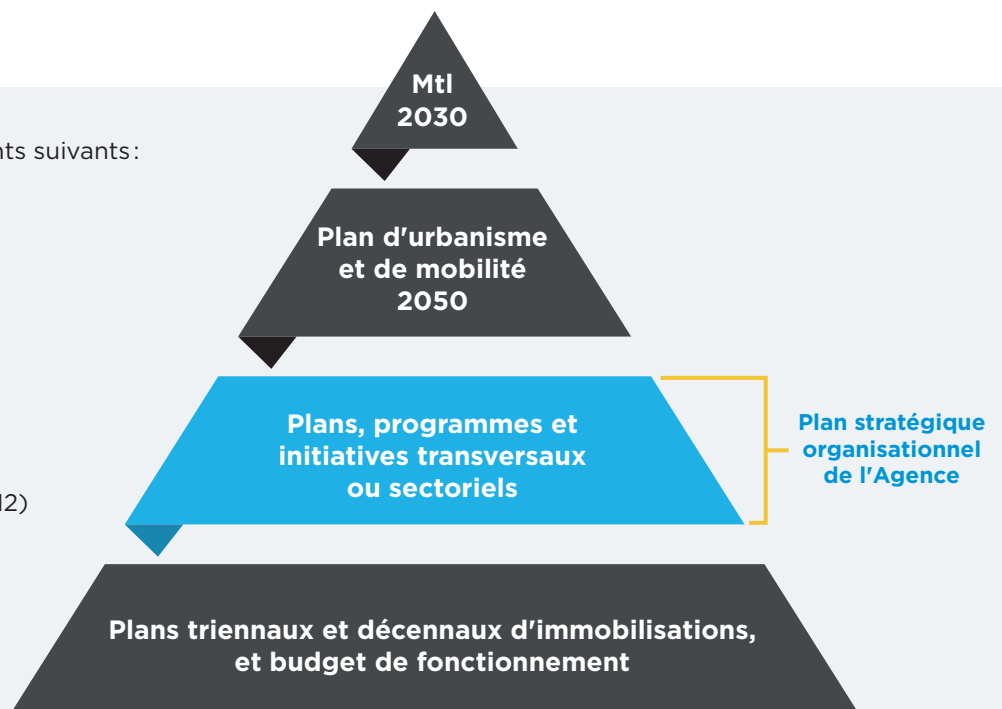 Mtl
2030
nts suivants :
Plan d'urbanisme
et de mobilité
2050
Plans, programmes et
initiatives transversaux
ou sectoriels
Plan stratégique
organisationnel
de l'Agence
12)
Plans triennaux et décennaux d'immobilisations,
et budget de fonctionnement